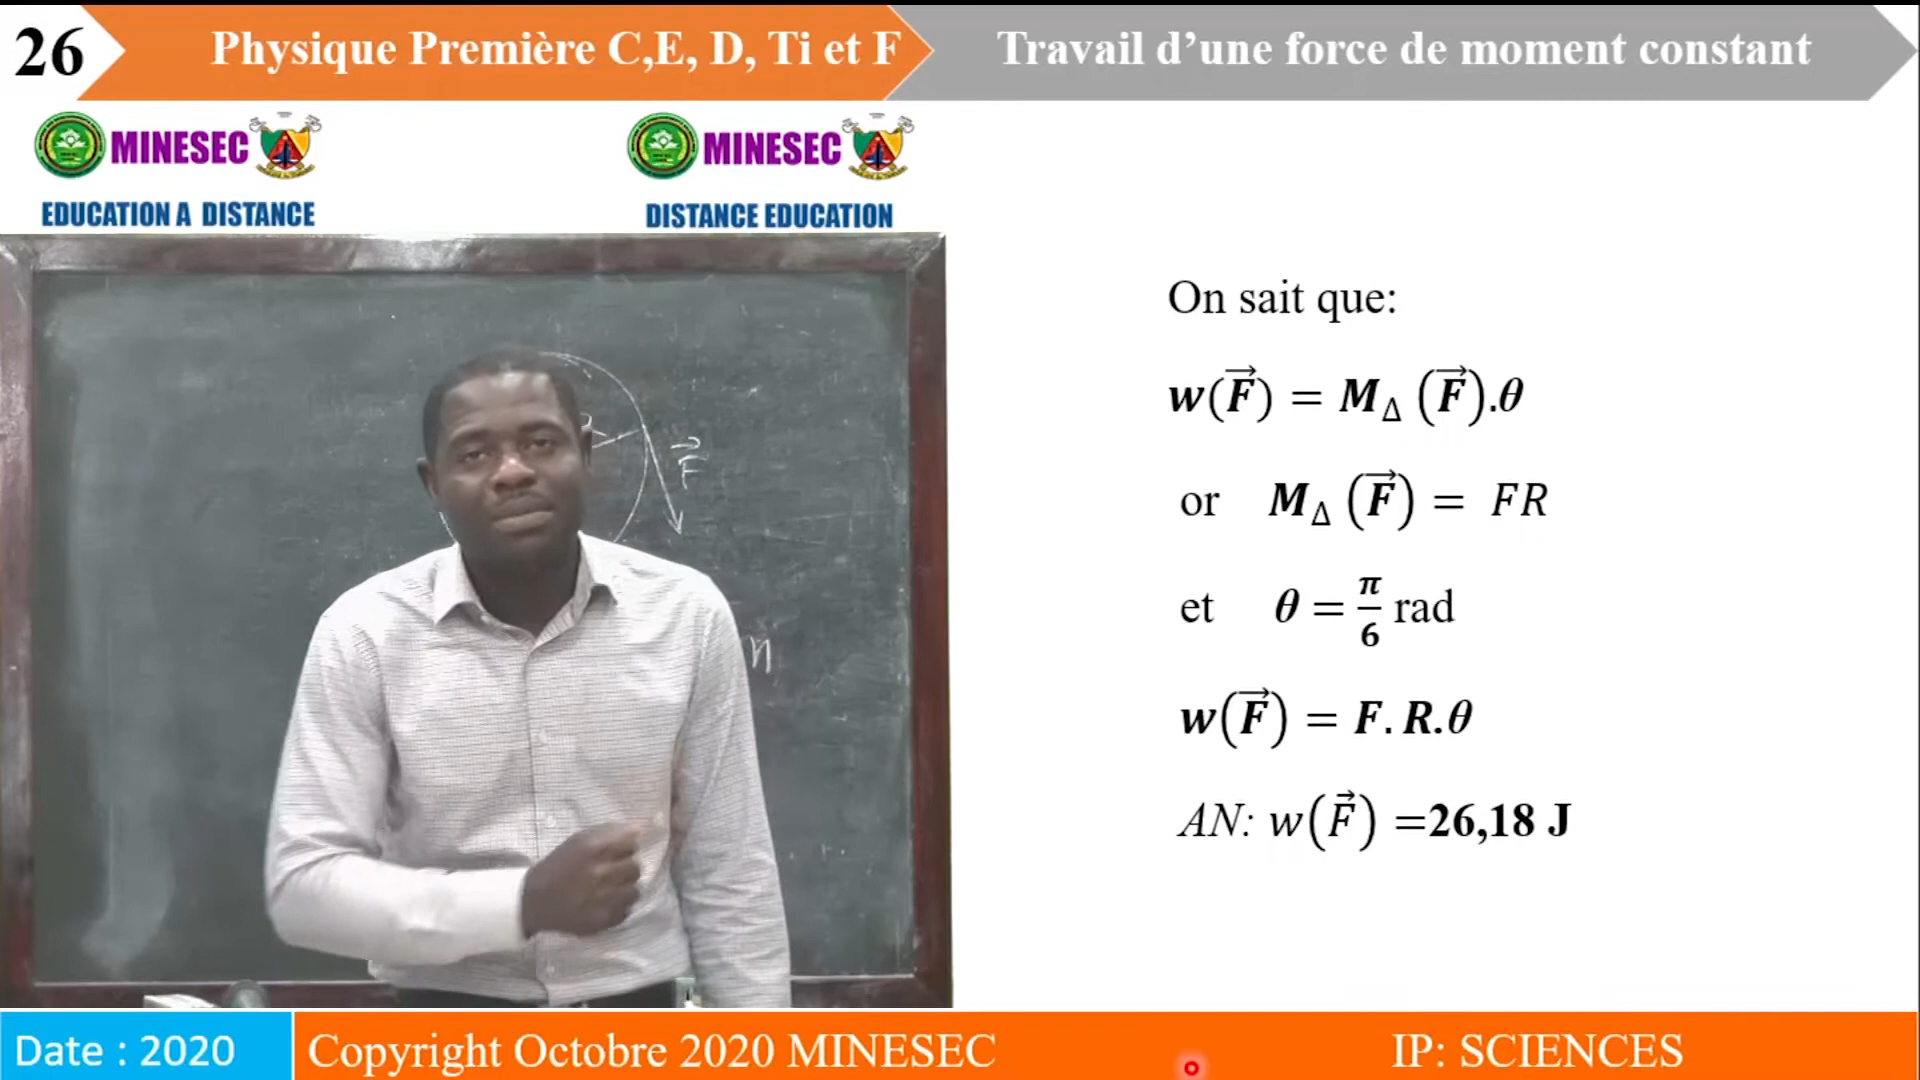 26
Physique Première C,E, D, Ti et F
Travail d’une force de moment constant
MINESEC
EDUCATION A DISTANCE
MINESEC
DISTANCE EDUCATION
F⃗
On sait que:
w(F⃗) = M_Δ (F⃗).θ
or M_Δ (F⃗) = FR
et θ = π/6 rad
w(F⃗) = F. R.θ
AN: w(F⃗) =26,18 J
Date : 2020
Copyright Octobre 2020 MINESEC
IP: SCIENCES